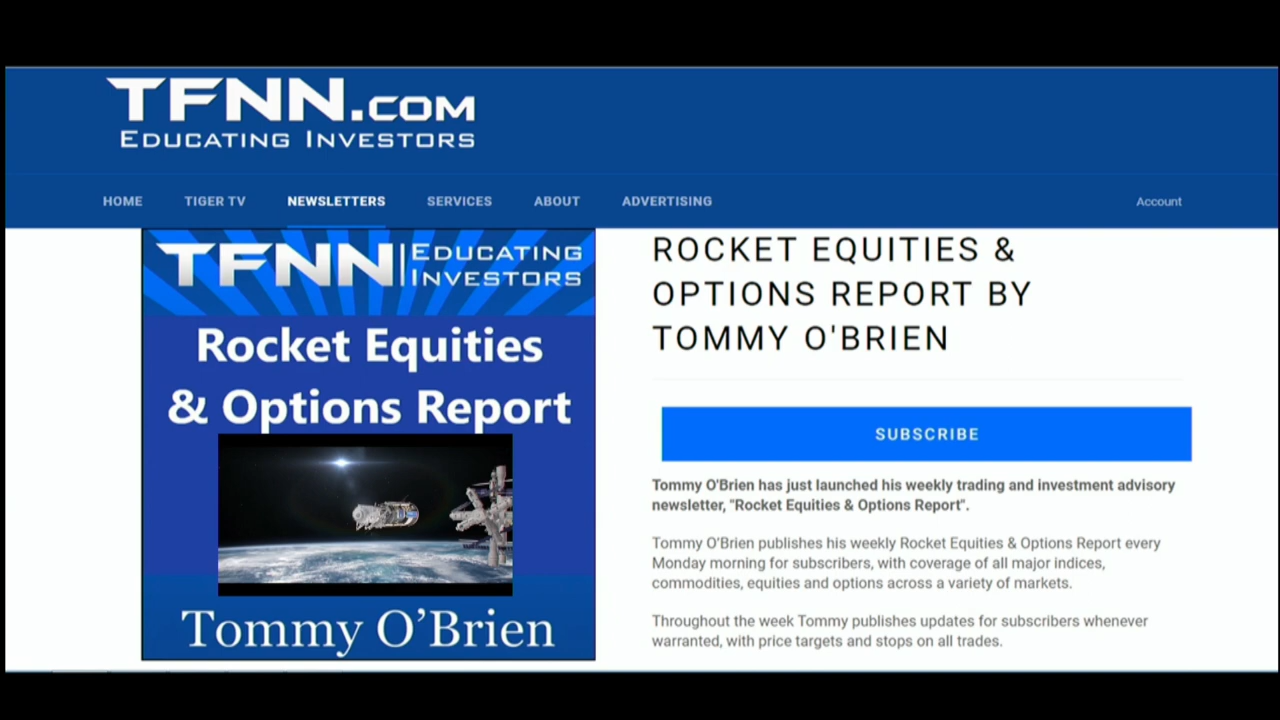 TFNN.COM
EDUCATING INVESTORS
HOME TIGER TV NEWSLETTERS SERVICES ABOUT ADVERTISING Account
TFNN | EDUCATING
INVESTORS
Rocket Equities
& Options Report
Tommy O’Brien
ROCKET EQUITIES &
OPTIONS REPORT BY
TOMMY O'BRIEN
SUBSCRIBE
Tommy O'Brien has just launched his weekly trading and investment advisory
newsletter, "Rocket Equities & Options Report".
Tommy O'Brien publishes his weekly Rocket Equities & Options Report every
Monday morning for subscribers, with coverage of all major indices,
commodities, equities and options across a variety of markets.
Throughout the week Tommy publishes updates for subscribers whenever
warranted, with price targets and stops on all trades.